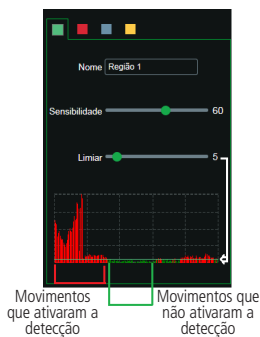 Nome Região 1
Sensibilidade 60
Limiar 5
Movimentos
que ativaram a
detecção
Movimentos que
não ativaram a
detecção